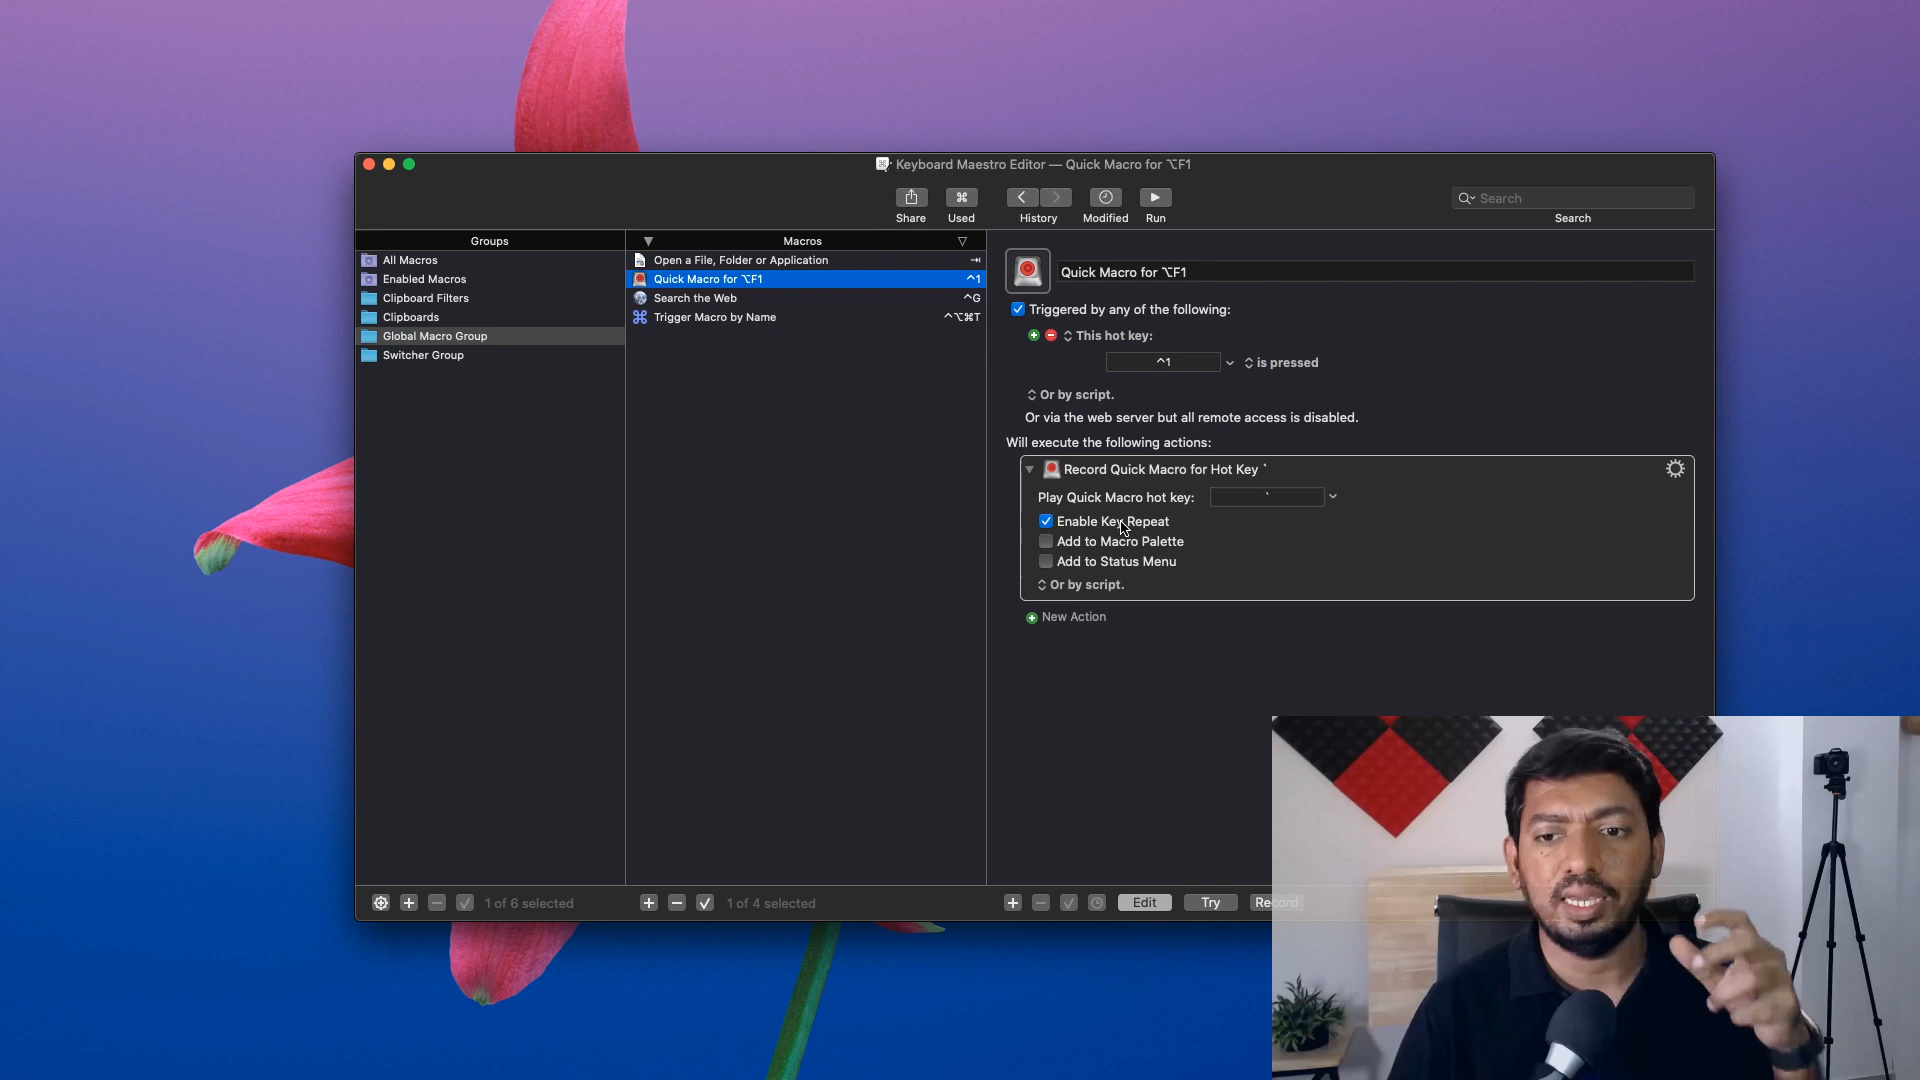 Keyboard Maestro Editor — Quick Macro for ⌥F1
Share
Used
History
Modified
Run
Search
Search
Groups
Macros
All Macros
Enabled Macros
Clipboard Filters
Clipboards
Global Macro Group
Switcher Group
Open a File, Folder or Application ⇥
Quick Macro for ⌥F1 ^1
Search the Web ^G
Trigger Macro by Name ^⌥⌘T
Quick Macro for ⌥F1
Triggered by any of the following:
This hot key:
^1 is pressed
Or by script.
Or via the web server but all remote access is disabled.
Will execute the following actions:
Record Quick Macro for Hot Key `
Play Quick Macro hot key: `
Enable Key Repeat
Add to Macro Palette
Add to Status Menu
Or by script.
New Action
1 of 6 selected
1 of 4 selected
Edit
Try
Record